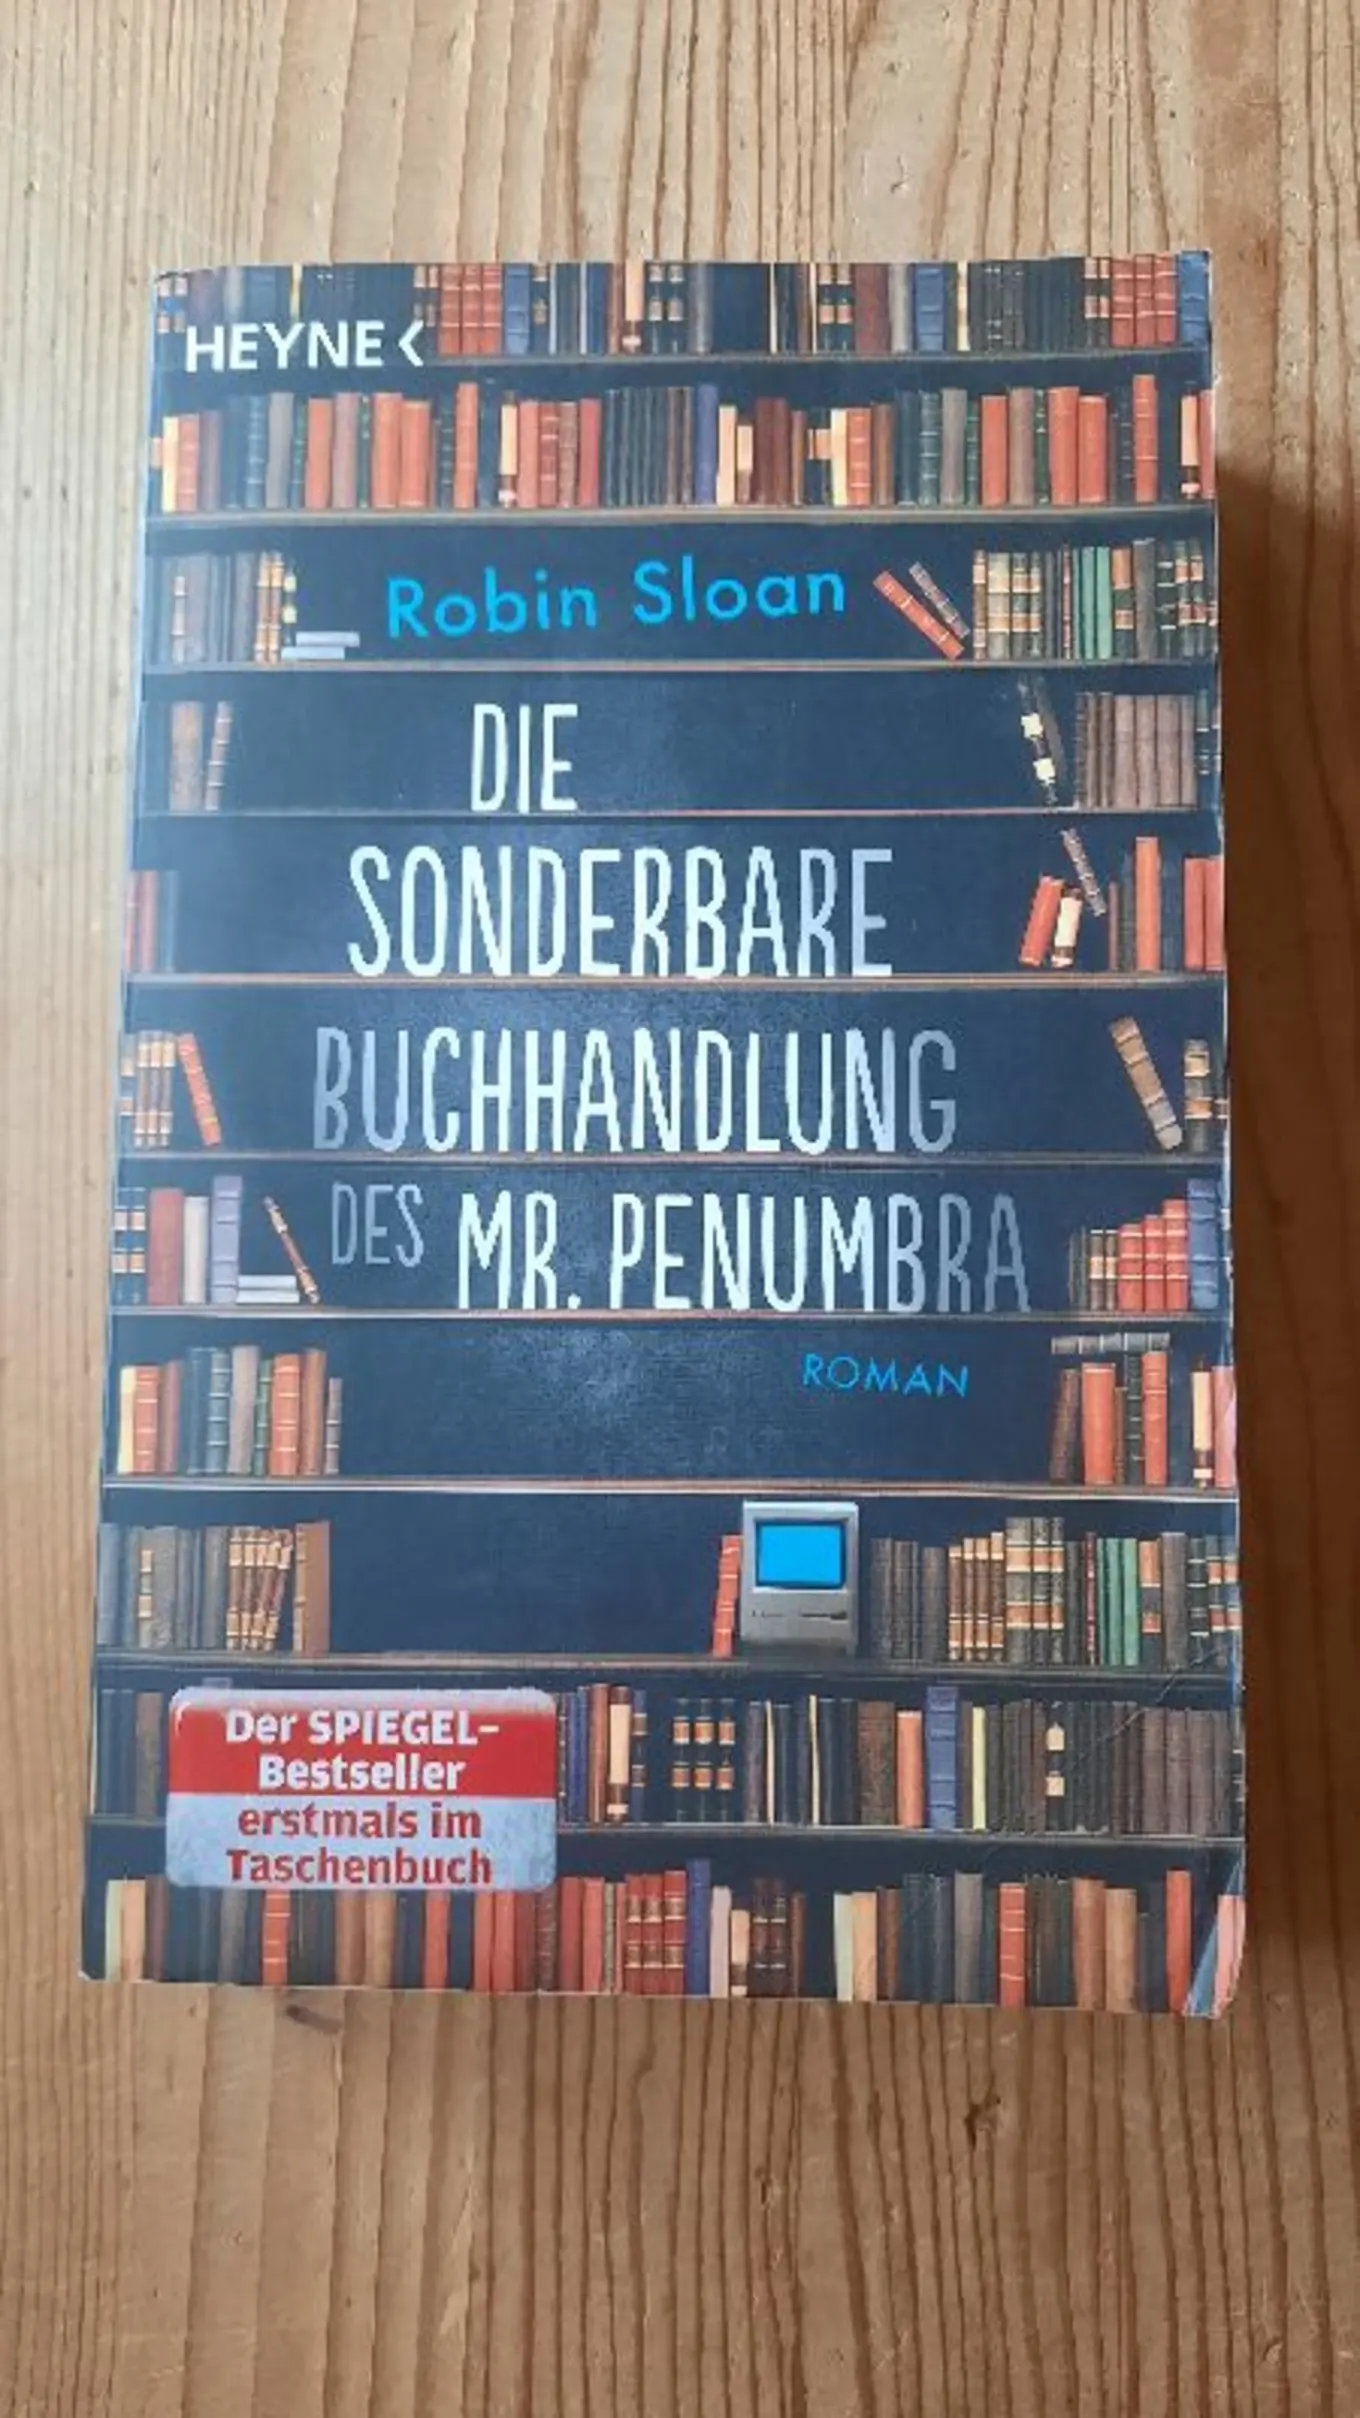 HEYNE <
Robin Sloan
DIE
SONDERBARE
BUCHHANDLUNG
DES MR. PENUMBRA
ROMAN
Der SPIEGEL-
Bestseller
erstmals im
Taschenbuch